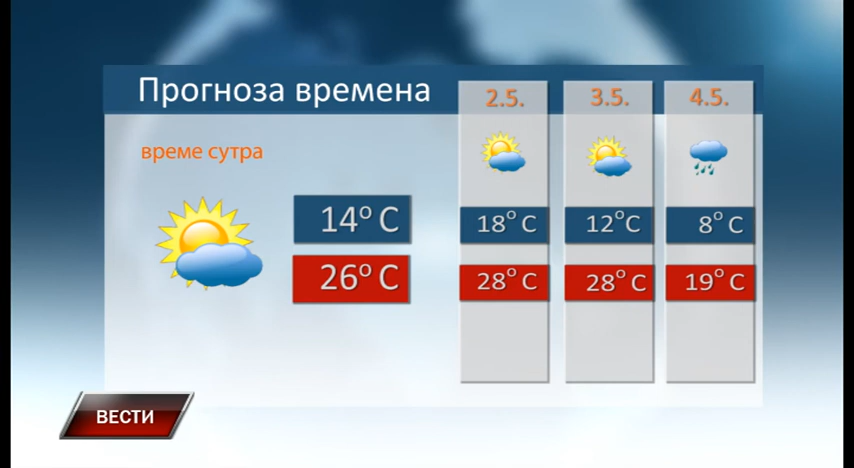 Прогноза времена
време сутра
14° C
26° C
2.5.
18° C
28° C
3.5.
12°C
28° C
4.5.
8° C
19° C
ВЕСТИ